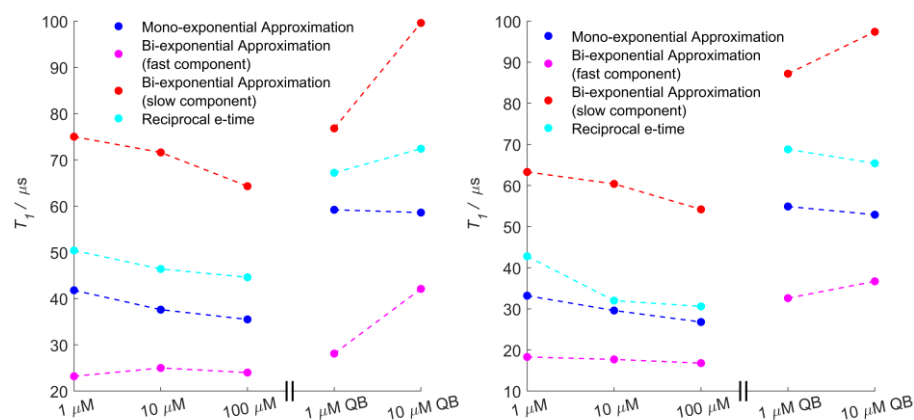 100
90
80
70
60
50
40
30
20
T1 / μs
Mono-exponential Approximation
Bi-exponential Approximation
(fast component)
Bi-exponential Approximation
(slow component)
Reciprocal e-time
1 μM
10 μM
100 μM
1 μM QB
10 μM QB
100
90
80
70
60
50
40
30
20
10
T1 / μs
Mono-exponential Approximation
Bi-exponential Approximation
(fast component)
Bi-exponential Approximation
(slow component)
Reciprocal e-time
1 μM
10 μM
100 μM
1 μM QB
10 μM QB